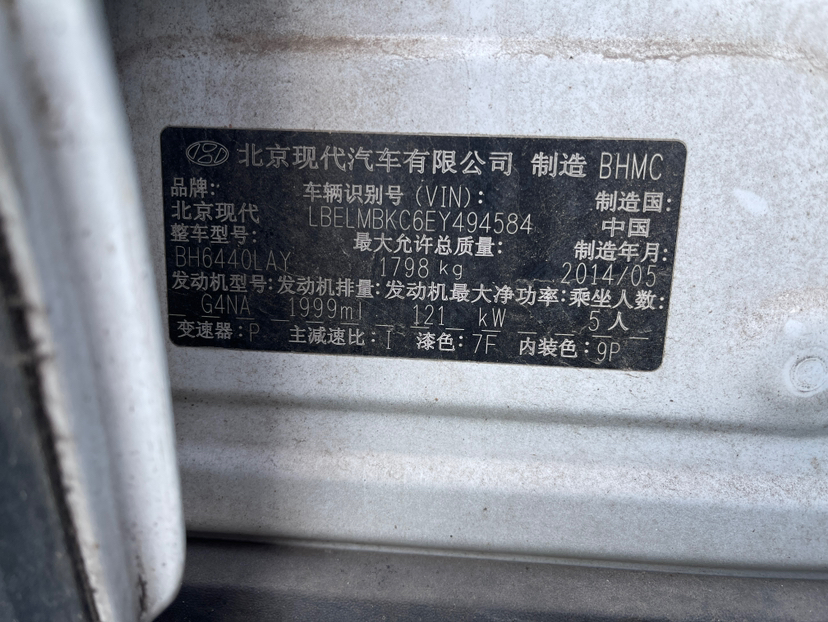 北京现代汽车有限公司 制造 BHMC
品牌: 车辆识别号 (VIN): 制造国:
北京现代 LBELMBKC6EY494584 中国
整车型号: 最大允许总质量: 制造年月:
BH6440LAY 1798 kg 2014/05
发动机型号: 发动机排量: 发动机最大净功率: 乘坐人数:
G4NA 1999ml 121 kW 5 人
变速器: P 主减速比: I 漆色: 7F 内装色: 9P